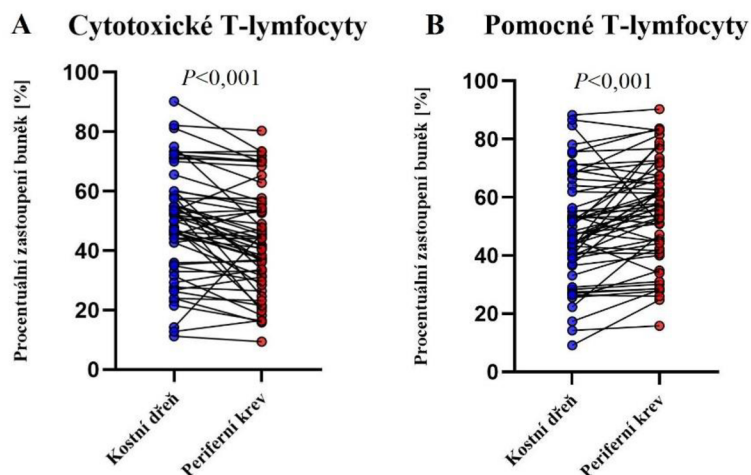 A Cytotoxické T-lymfocyty
P<0,001
Procentuální zastoupení buněk [%]
100
80
60
40
20
0
Kostní dřeň
Periferní krev
B Pomocné T-lymfocyty
P<0,001
Procentuální zastoupení buněk [%]
100
80
60
40
20
0
Kostní dřeň
Periferní krev